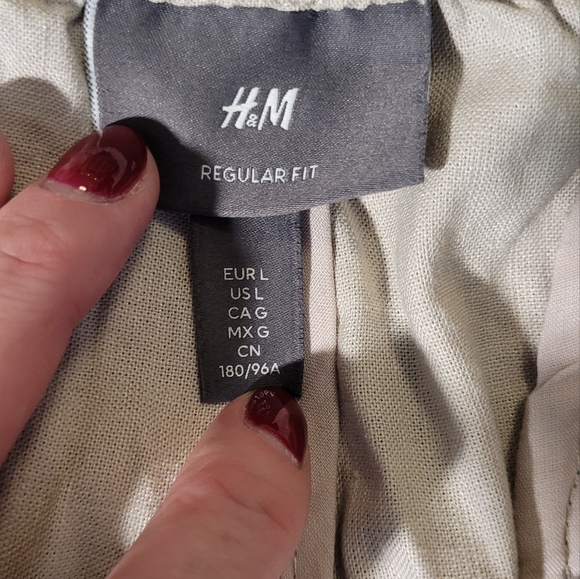 H&M
REGULAR FIT
EUR L
US L
CA G
MX G
CN
180/96A